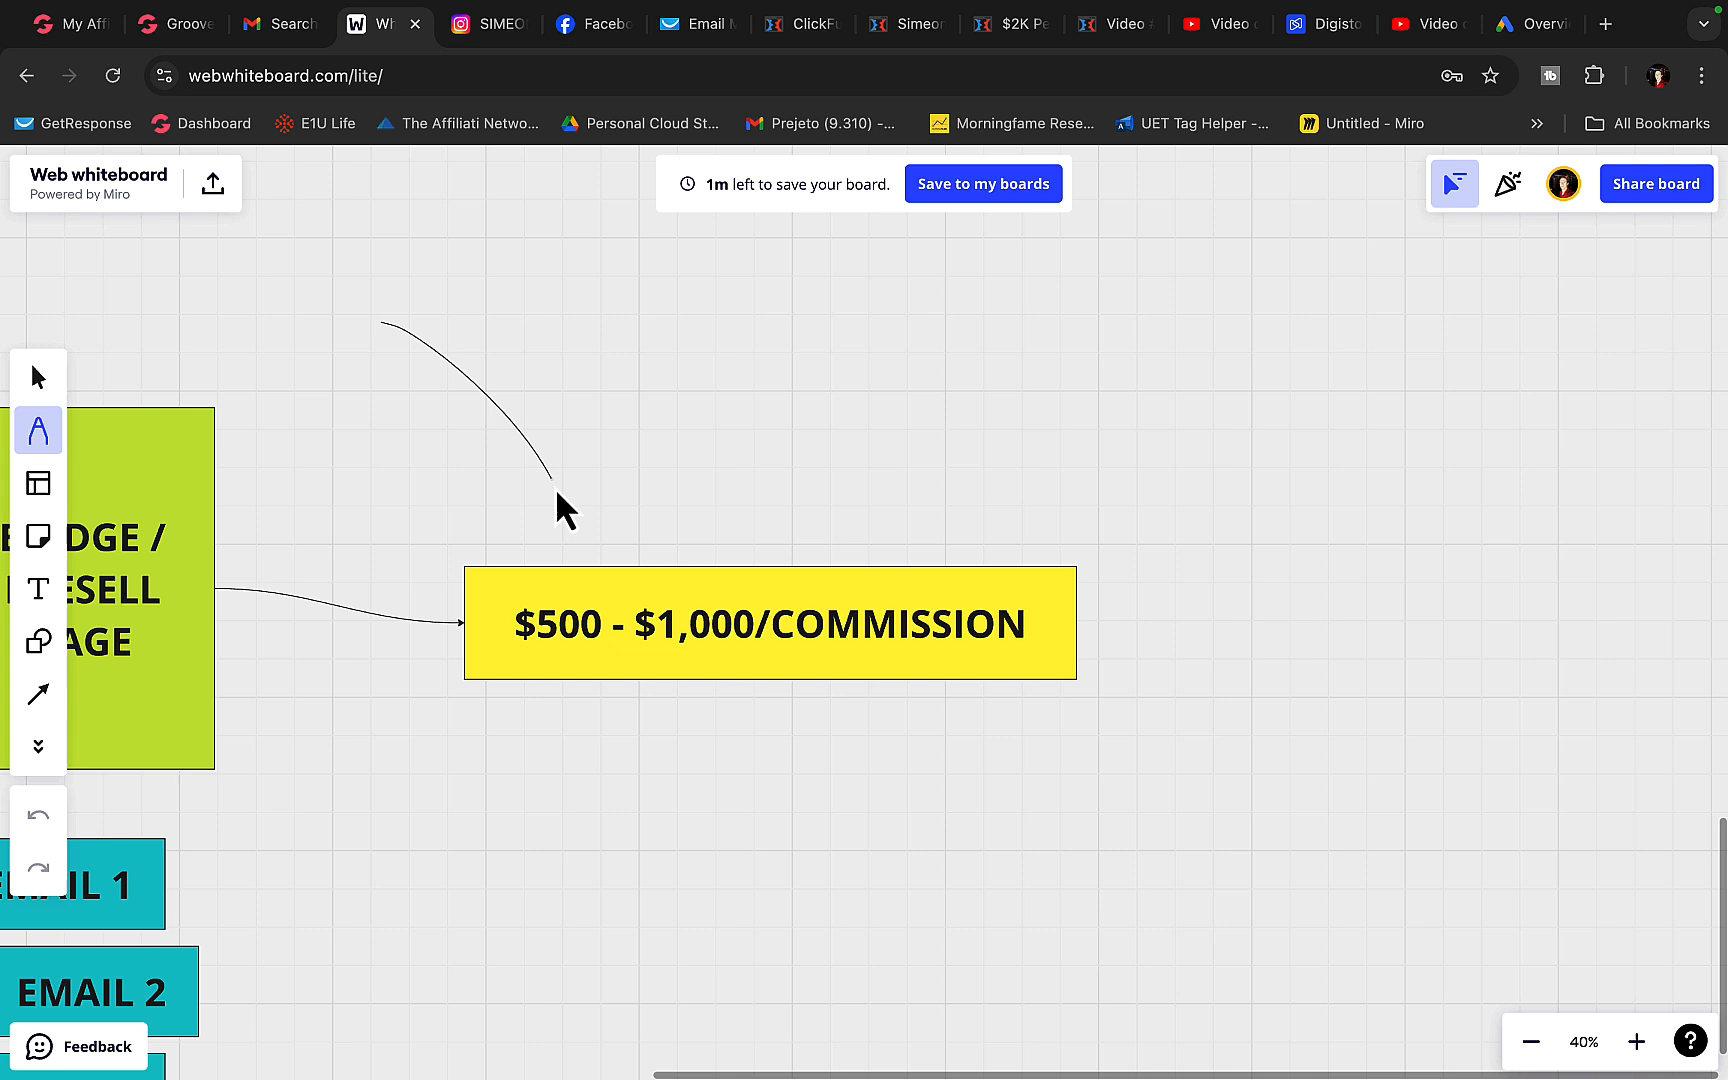 My Affi
Groove
Search
Wh
SIMEO
Facebo
Email M
ClickFu
Simeor
$2K Pe
Video #
Video o
Digisto
Video o
Overvi
webwhiteboard.com/lite/
GetResponse
Dashboard
E1U Life
The Affiliati Netwo...
Personal Cloud St...
Prejeto (9.310) -...
Morningfame Rese...
UET Tag Helper -...
Untitled - Miro
All Bookmarks
Web whiteboard
Powered by Miro
1m left to save your board.
Save to my boards
Share board
DGE /
ESELL
AGE
$500 - $1,000/COMMISSION
IL 1
EMAIL 2
Feedback
40%